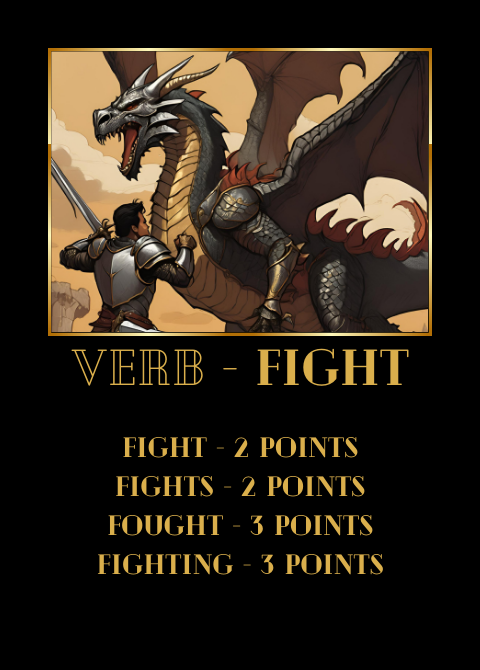 VERB - FIGHT
FIGHT - 2 POINTS
FIGHTS - 2 POINTS
FOUGHT - 3 POINTS
FIGHTING - 3 POINTS